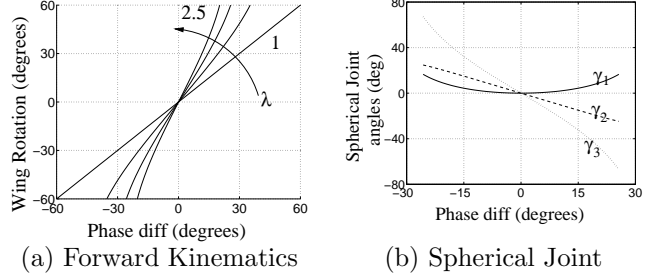 60
30
0
−30
−60
−60
−30
0
30
60
Wing Rotation (degrees)
Phase diff (degrees)
2.5
1
λ
(a) Forward Kinematics
80
40
0
−40
−80
−30
−15
0
15
30
Spherical Joint
angles (deg)
Phase diff (degrees)
γ1
γ2
γ3
(b) Spherical Joint